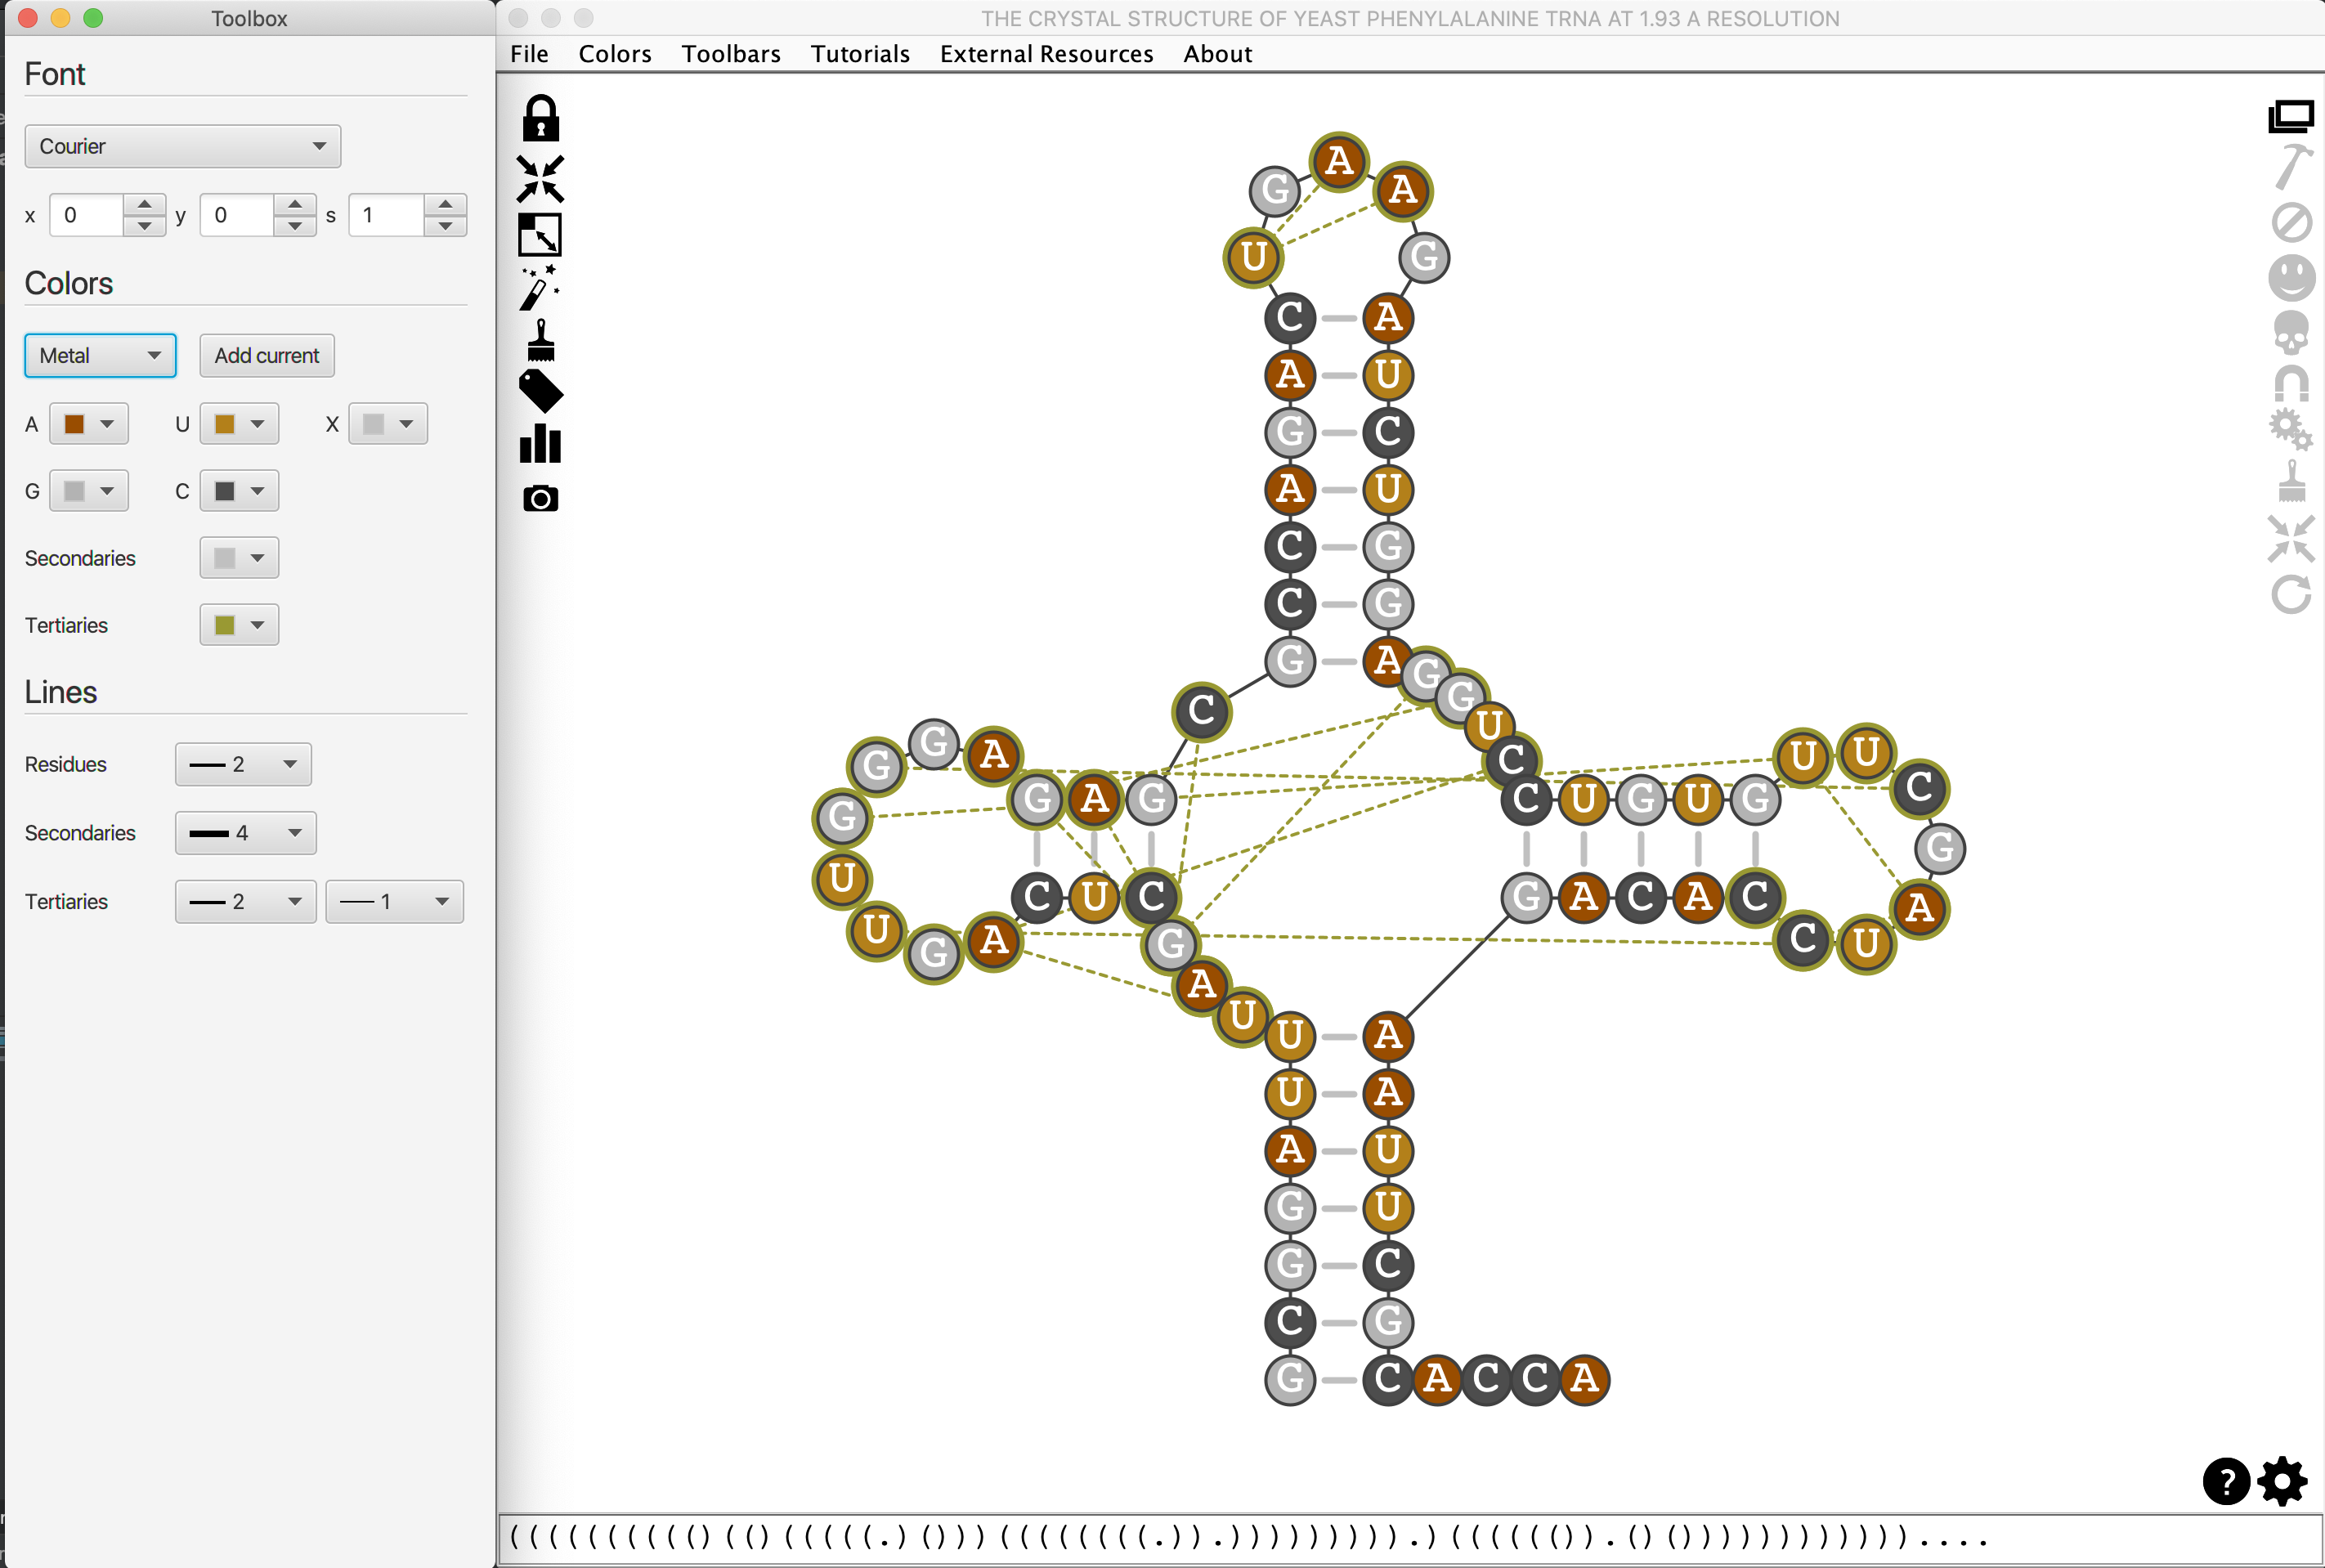 Toolbox
THE CRYSTAL STRUCTURE OF YEAST PHENYLALANINE TRNA AT 1.93 A RESOLUTION
File Colors Toolbars Tutorials External Resources About
Font
Courier
x 0 y 0 s 1
Colors
Metal Add current
A U X
G C
Secondaries
Tertiaries
Lines
Residues 2
Secondaries 4
Tertiaries 2 1
A
G A
U G
C A
A U
G C
A U
C G
C G
G A G
C G U
G G A C U U C
G G A G C U G U G
U C U C G A C A C G
U G A G C U A
A U
U A
U A
A U
G U
G C
C G
G C A C C A
?
(((((((((()(()(((((.)()))((((((((.)).))))))))).)(((((()).()())))))))))))....